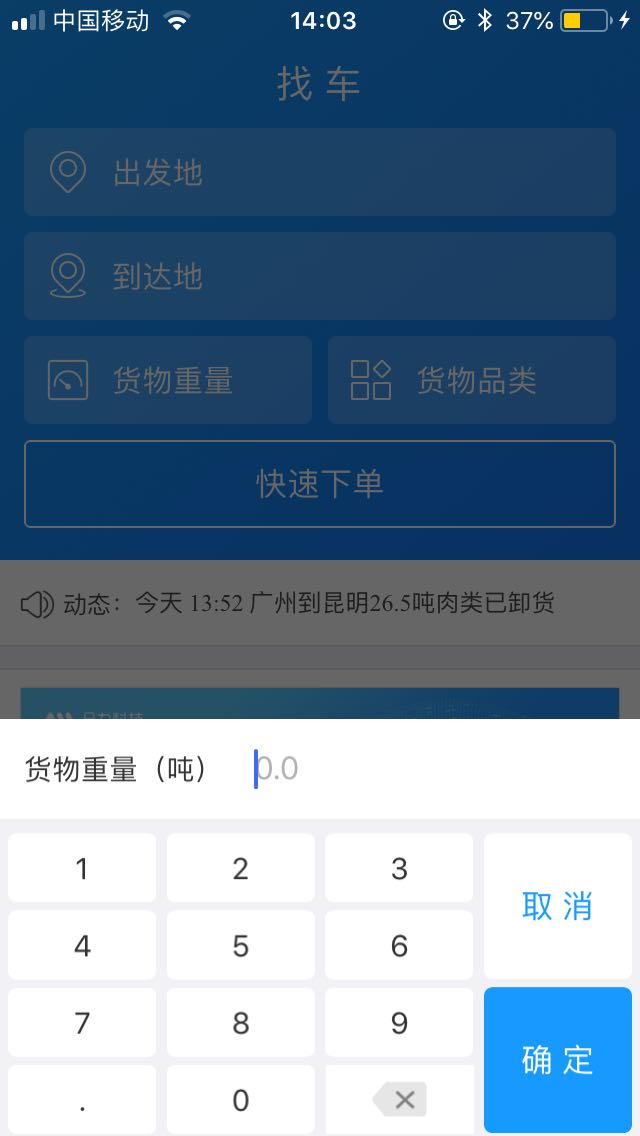 中国移动 14:03 37%
找车
出发地
到达地
货物重量 货物品类
快速下单
动态：今天 13:52 广州到昆明26.5吨肉类已卸货
货物重量（吨） 0.0
1 2 3 取消
4 5 6
7 8 9 确定
. 0